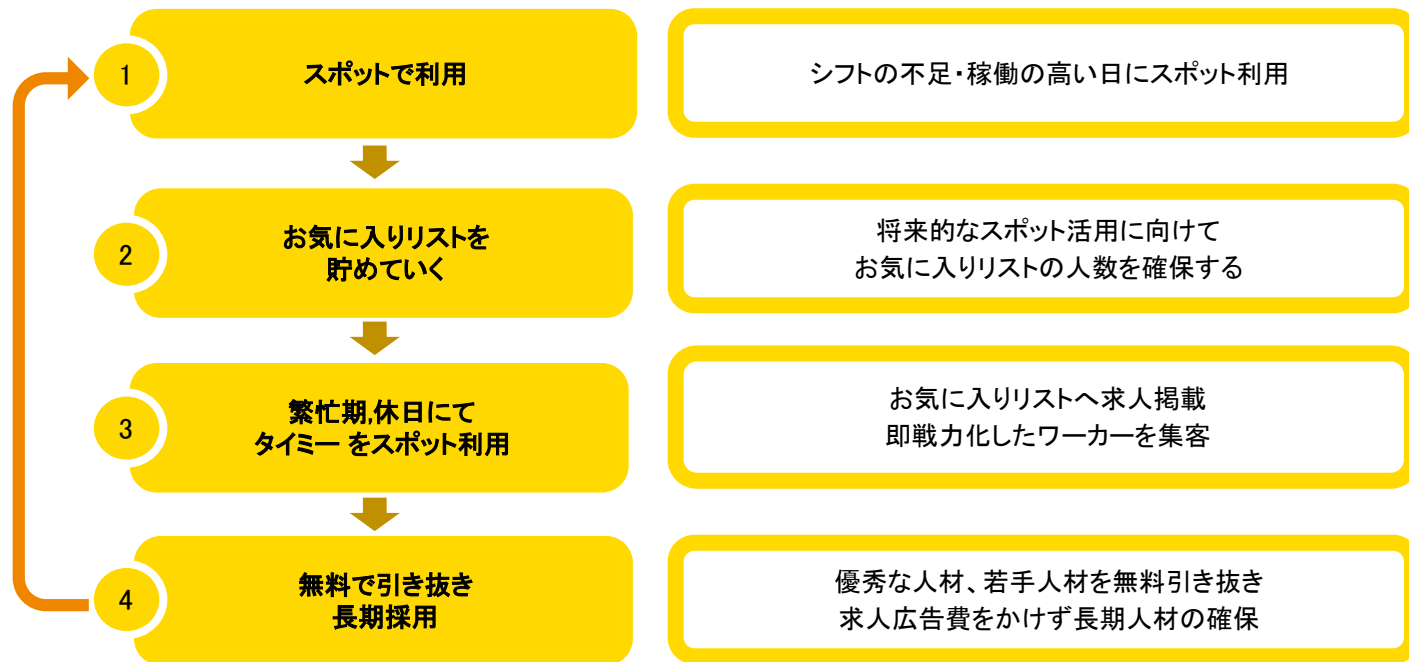 1
スポットで利用
シフトの不足・稼働の高い日にスポット利用
2
お気に入りリストを
貯めていく
将来的なスポット活用に向けて
お気に入りリストの人数を確保する
3
繁忙期,休日にて
タイミー をスポット利用
お気に入りリストへ求人掲載
即戦力化したワーカーを集客
4
無料で引き抜き
長期採用
優秀な人材、若手人材を無料引き抜き
求人広告費をかけず長期人材の確保